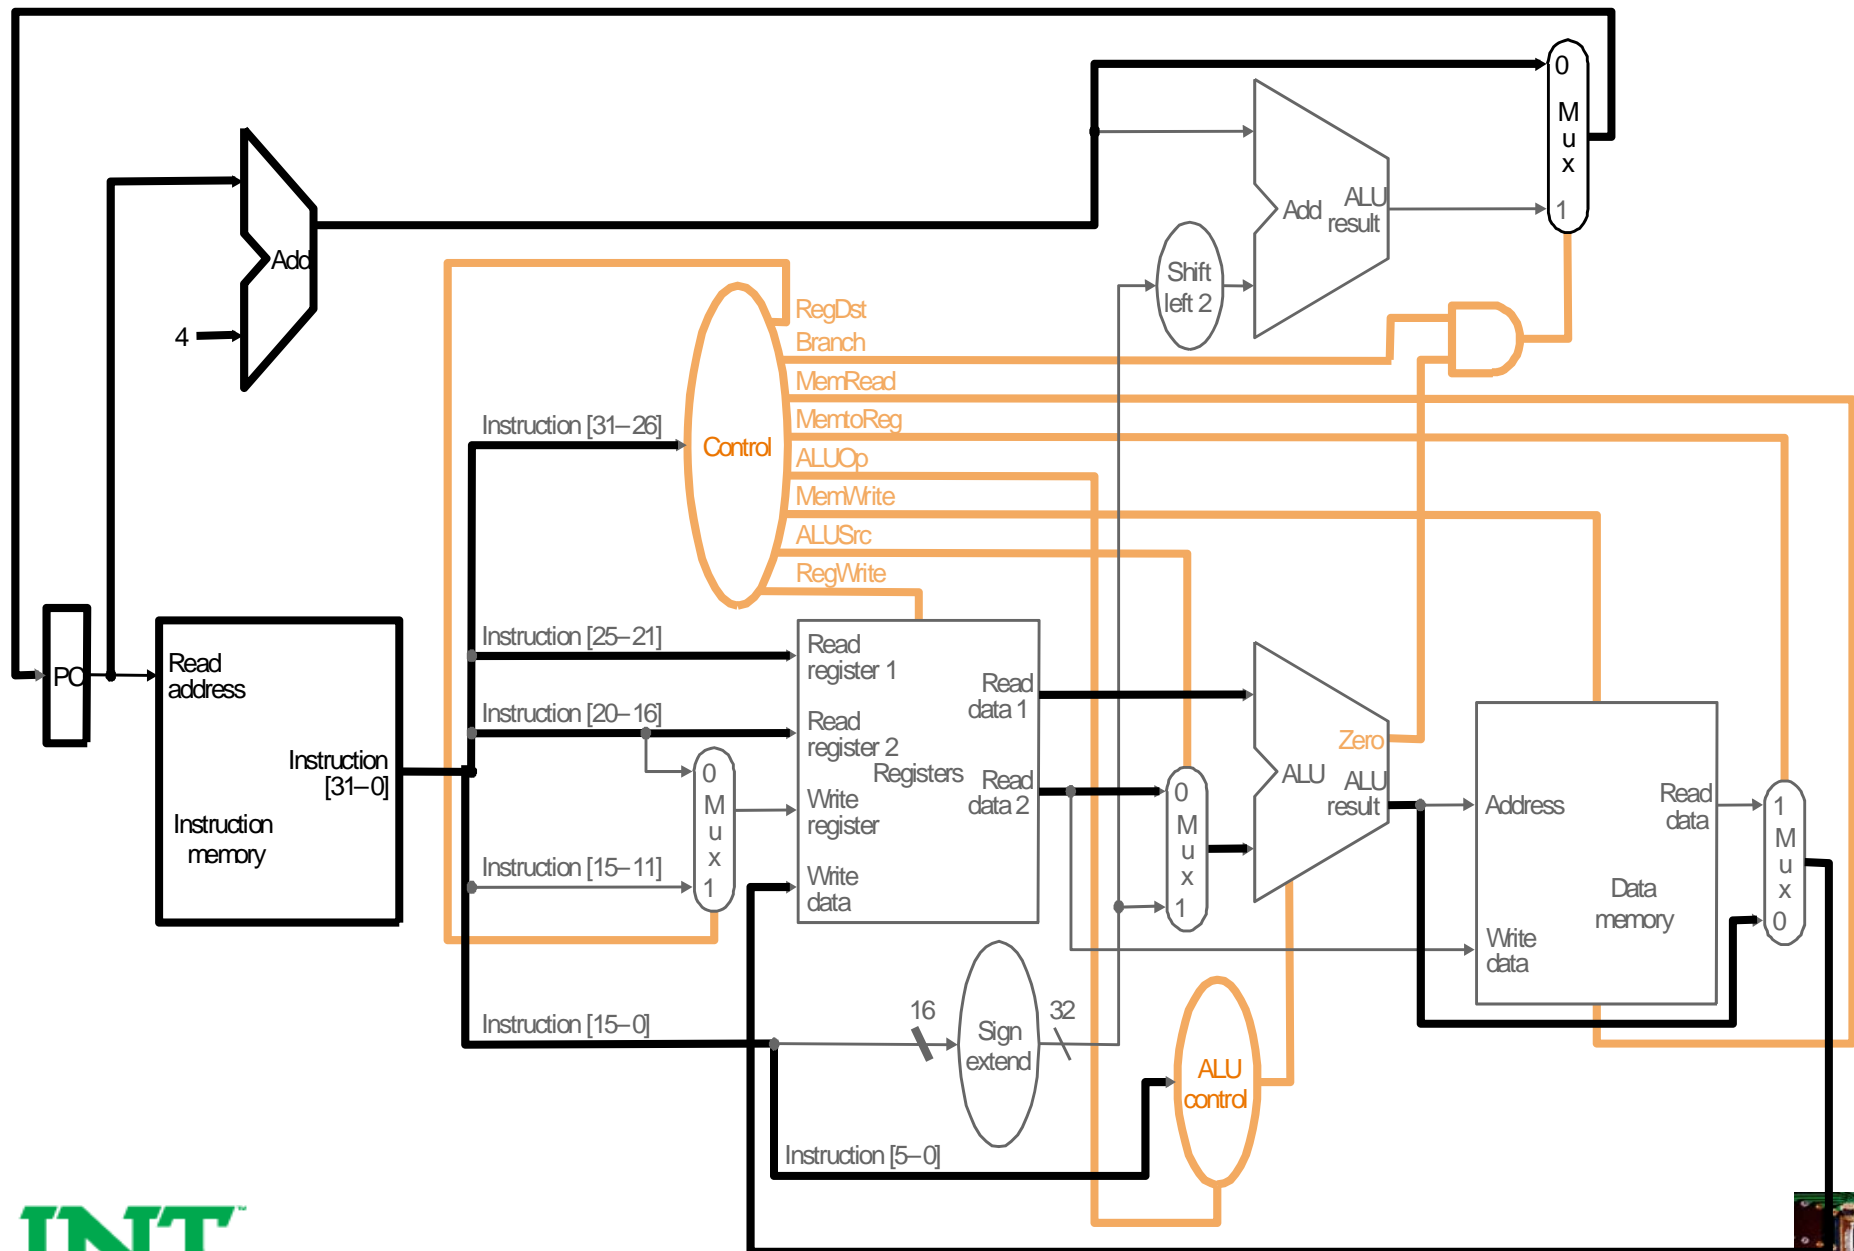 0
M
u
x
1
Add
ALU
result
Add
Shift
left 2
4
RegDst
Branch
MemRead
MemtoReg
ALUOp
MemWrite
ALUSrc
RegWrite
Control
Instruction [31–26]
Instruction [25–21]
Instruction [20–16]
Instruction [15–11]
Instruction [15–0]
Instruction [5–0]
PC
Read
address
Instruction
[31–0]
Instruction
memory
0
M
u
x
1
Read
register 1
Read
register 2
Registers
Write
register
Write
data
Read
data 1
Read
data 2
0
M
u
x
1
Zero
ALU
ALU
result
Address
Read
data
Data
memory
Write
data
1
M
u
x
0
16
Sign
extend
32
ALU
control